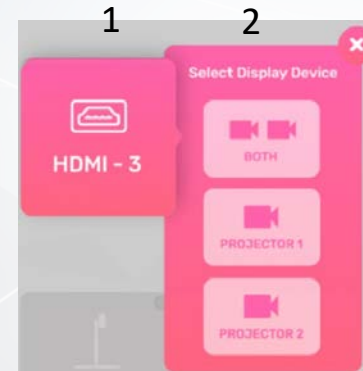 1
2
Select Display Device
HDMI - 3
BOTH
PROJECTOR 1
PROJECTOR 2